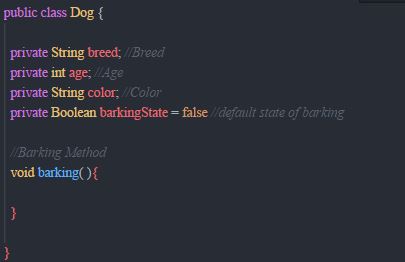 public class Dog {
private String breed; //Breed
private int age; //Age
private String color; //Color
private Boolean barkingState = false //default state of barking
//Barking Method
void barking( ){
}
}